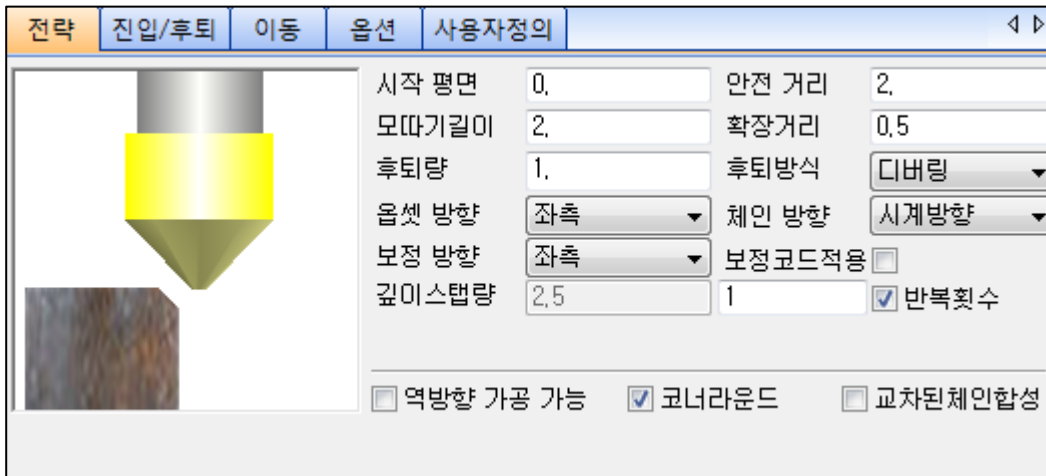 전략 진입/후퇴 이동 옵션 사용자정의
시작 평면 0, 안전 거리 2,
모따기길이 2, 확장거리 0,5
후퇴량 1, 후퇴방식 디버링
옵셋 방향 좌측 체인 방향 시계방향
보정 방향 좌측 보정코드적용
깊이스탭량 2,5 1 반복횟수
역방향 가공 가능 코너라운드 교차된체인합성